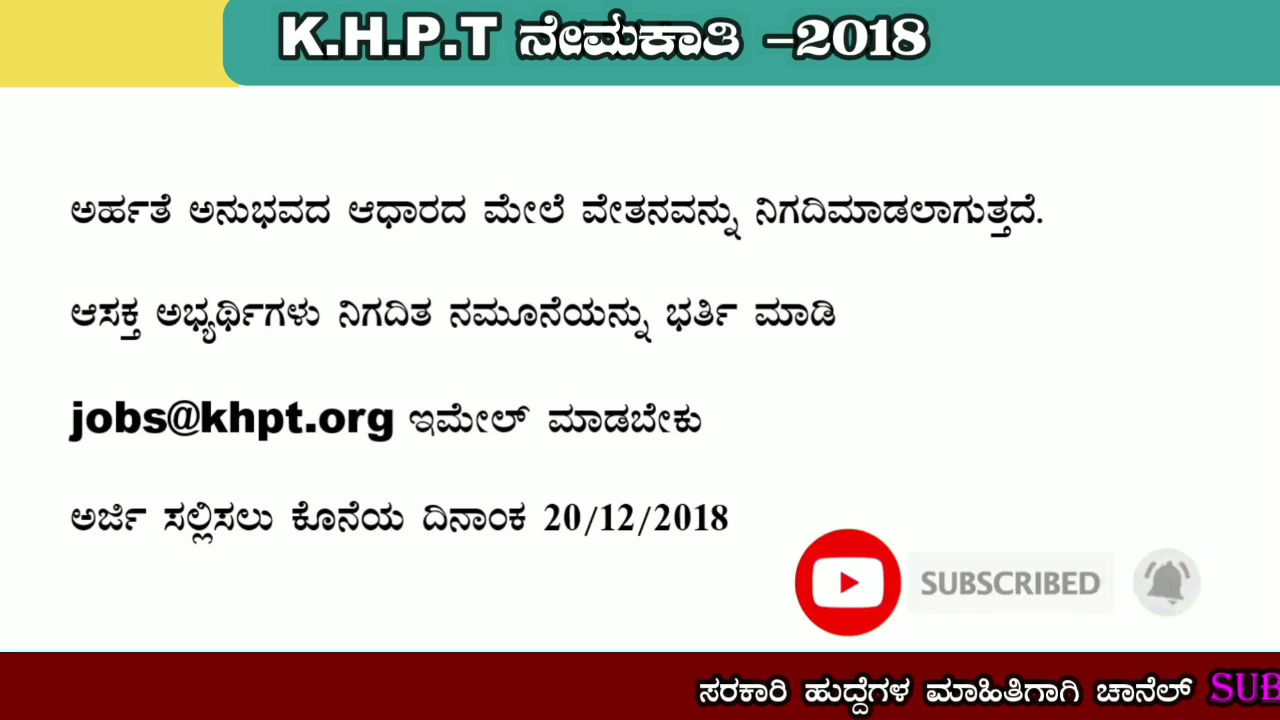 K.H.P.T ನೇಮಕಾತಿ -2018
ಅರ್ಹತೆ ಅನುಭವದ ಆಧಾರದ ಮೇಲೆ ವೇತನವನ್ನು ನಿಗದಿಮಾಡಲಾಗುತ್ತದೆ.
ಆಸಕ್ತ ಅಭ್ಯರ್ಥಿಗಳು ನಿಗದಿತ ನಮೂನೆಯನ್ನು ಭರ್ತಿ ಮಾಡಿ
jobs@khpt.org ಇಮೇಲ್ ಮಾಡಬೇಕು
ಅರ್ಜಿ ಸಲ್ಲಿಸಲು ಕೊನೆಯ ದಿನಾಂಕ 20/12/2018
SUBSCRIBED
ಸರಕಾರಿ ಹುದ್ದೆಗಳ ಮಾಹಿತಿಗಾಗಿ ಚಾನೆಲ್ SUB